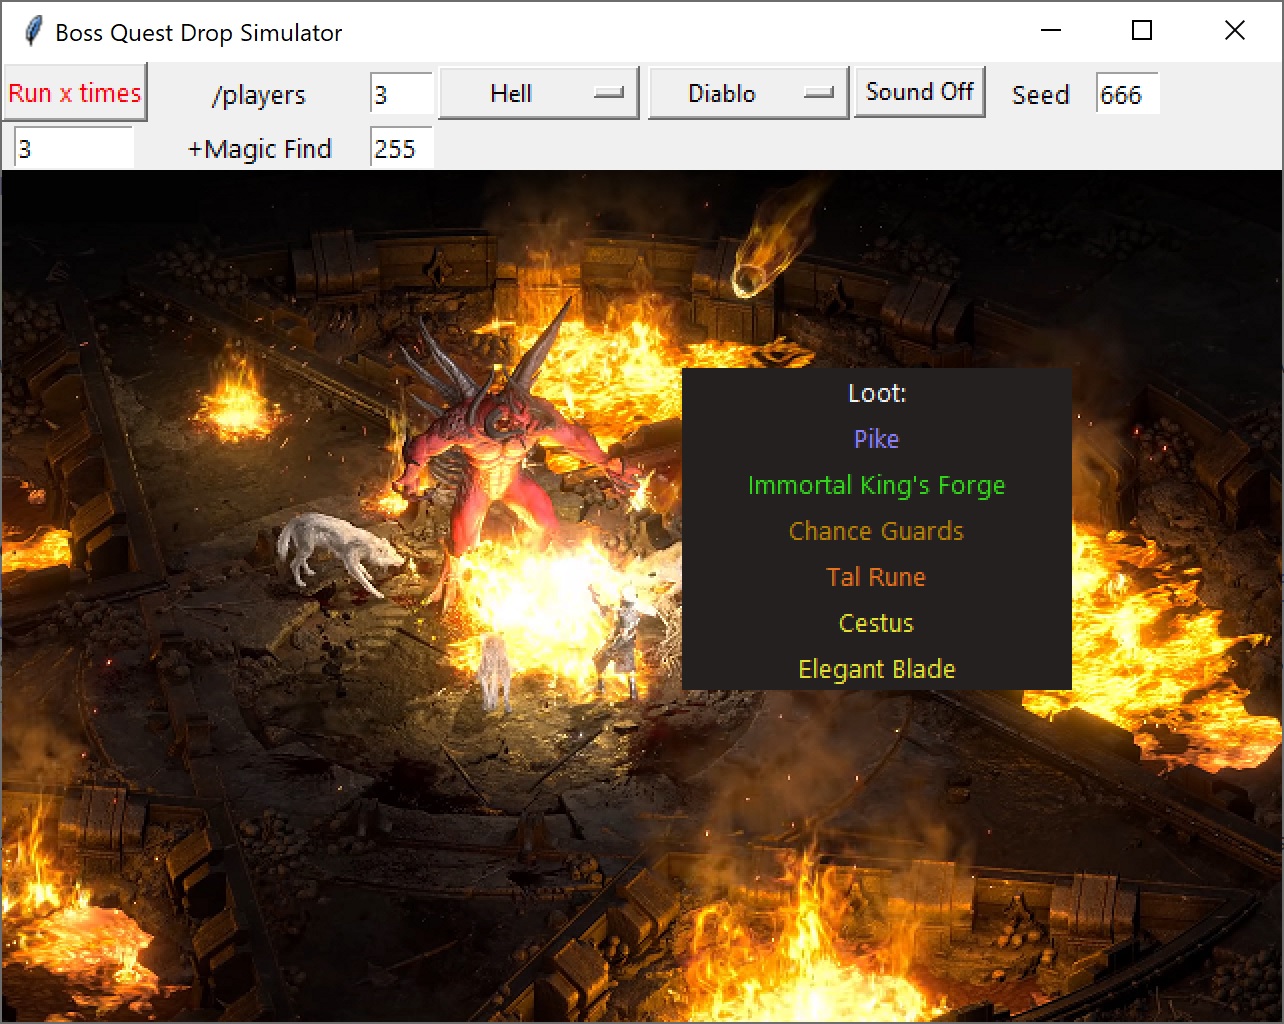 Boss Quest Drop Simulator
Run x times /players 3 Hell Diablo Sound Off Seed 666
3 +Magic Find 255
Loot:
Pike
Immortal King's Forge
Chance Guards
Tal Rune
Cestus
Elegant Blade